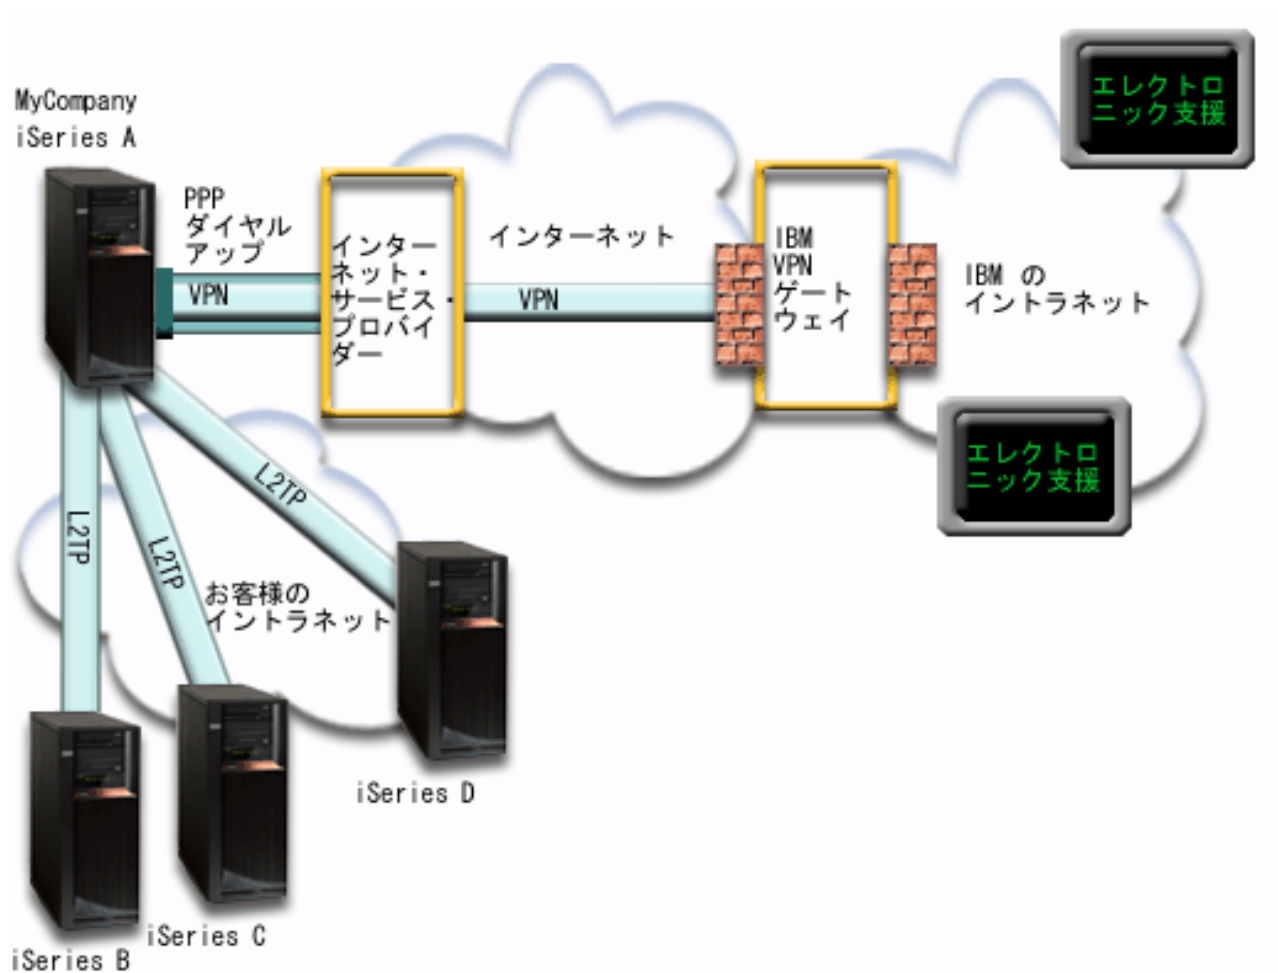 MyCompany
iSeries A
PPP
ダイヤル
アップ
VPN
インター
ネット・
サービス・
プロバイ
ダー
インターネット
VPN
IBM
VPN
ゲート
ウェイ
IBM の
イントラネット
エレクトロ
ニック支援
エレクトロ
ニック支援
L2TP
L2TP
L2TP
お客様の
イントラネット
iSeries D
iSeries C
iSeries B